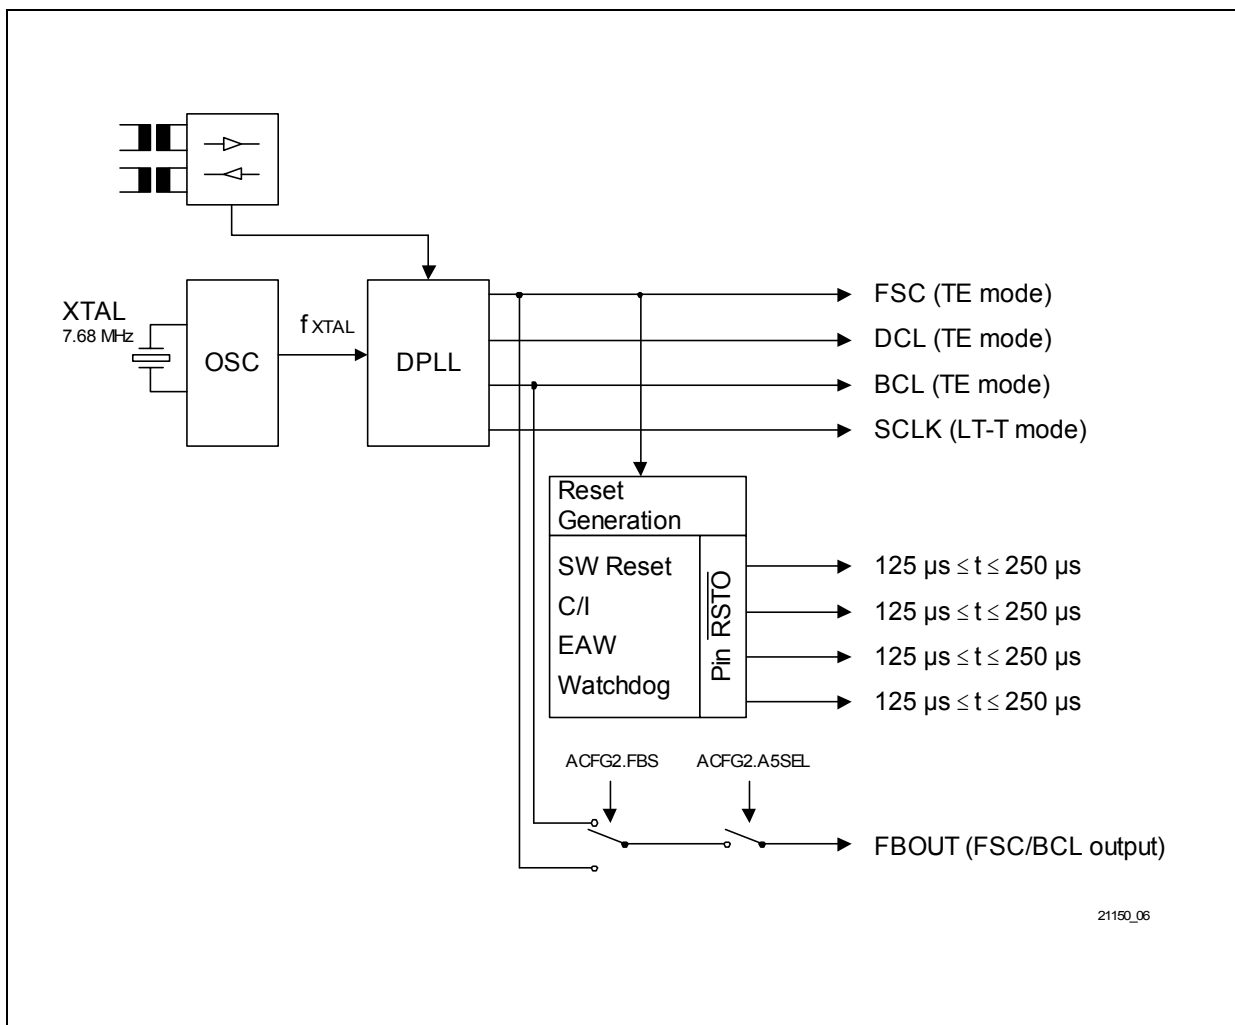 XTAL
7.68 MHz
OSC
f XTAL
DPLL
FSC (TE mode)
DCL (TE mode)
BCL (TE mode)
SCLK (LT-T mode)
Reset
Generation
SW Reset
C/I
EAW
Watchdog
Pin RSTO
125 µs ≤ t ≤ 250 µs
125 µs ≤ t ≤ 250 µs
125 µs ≤ t ≤ 250 µs
125 µs ≤ t ≤ 250 µs
ACFG2.FBS
ACFG2.A5SEL
FBOUT (FSC/BCL output)
21150_06